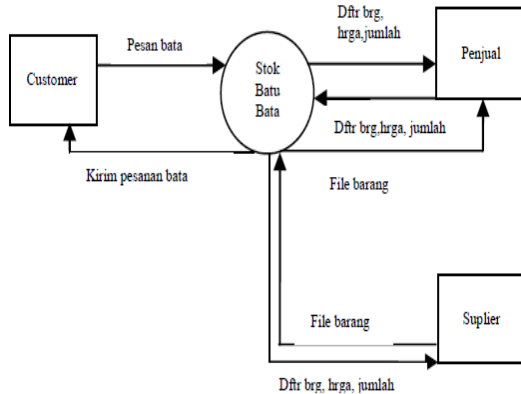 Dftr brg,
hrga,jumlah
Pesan bata
Customer
Stok
Batu
Bata
Penjual
Dftr brg,hrga, jumlah
Kirim pesanan bata
File barang
File barang
Suplier
Dftr brg, hrga, jumlah